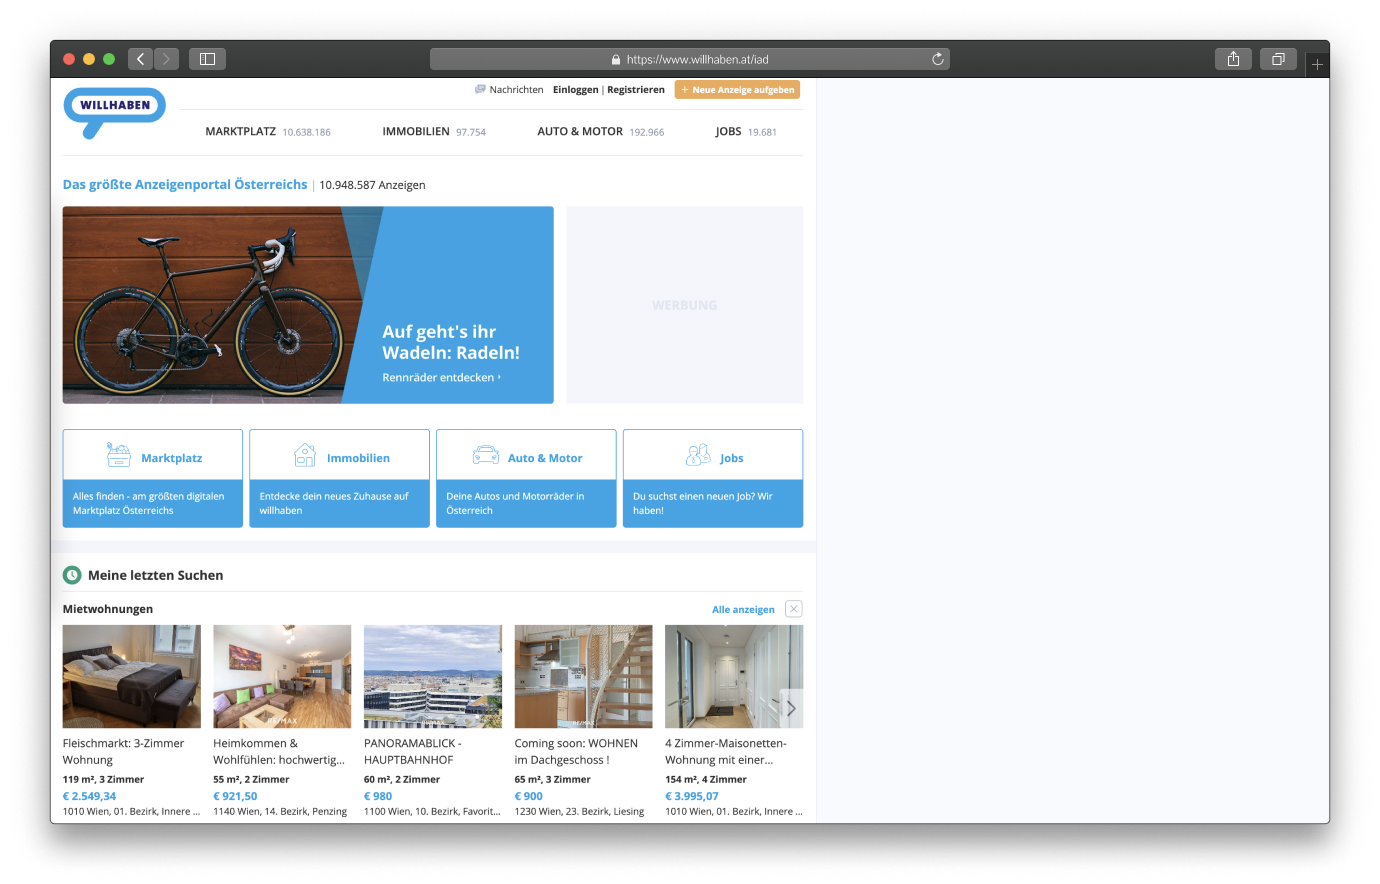 https://www.willhaben.at/iad
Nachrichten Einloggen | Registrieren + Neue Anzeige aufgeben
WILLHABEN
MARKTPLATZ 10.638.186 IMMOBILIEN 97.754 AUTO & MOTOR 192.966 JOBS 19.681
Das größte Anzeigenportal Österreichs | 10.948.587 Anzeigen
Auf geht's ihr
Wadeln: Radeln!
Rennräder entdecken ›
WERBUNG
Marktplatz
Alles finden - am größten digitalen
Marktplatz Österreichs
Immobilien
Entdecke dein neues Zuhause auf
willhaben
Auto & Motor
Deine Autos und Motorräder in
Österreich
Jobs
Du suchst einen neuen Job? Wir
haben!
Meine letzten Suchen
Mietwohnungen Alle anzeigen
RE/MAX
RE/MAX
RE/MAX
Fleischmarkt: 3-Zimmer
Wohnung
119 m², 3 Zimmer
€ 2.549,34
1010 Wien, 01. Bezirk, Innere ...
Heimkommen &
Wohlfühlen: hochwertig...
55 m², 2 Zimmer
€ 921,50
1140 Wien, 14. Bezirk, Penzing
PANORAMABLICK -
HAUPTBAHNHOF
60 m², 2 Zimmer
€ 980
1100 Wien, 10. Bezirk, Favorit...
Coming soon: WOHNEN
im Dachgeschoss !
65 m², 3 Zimmer
€ 900
1230 Wien, 23. Bezirk, Liesing
4 Zimmer-Maisonetten-
Wohnung mit einer...
154 m², 4 Zimmer
€ 3.995,07
1010 Wien, 01. Bezirk, Innere ...